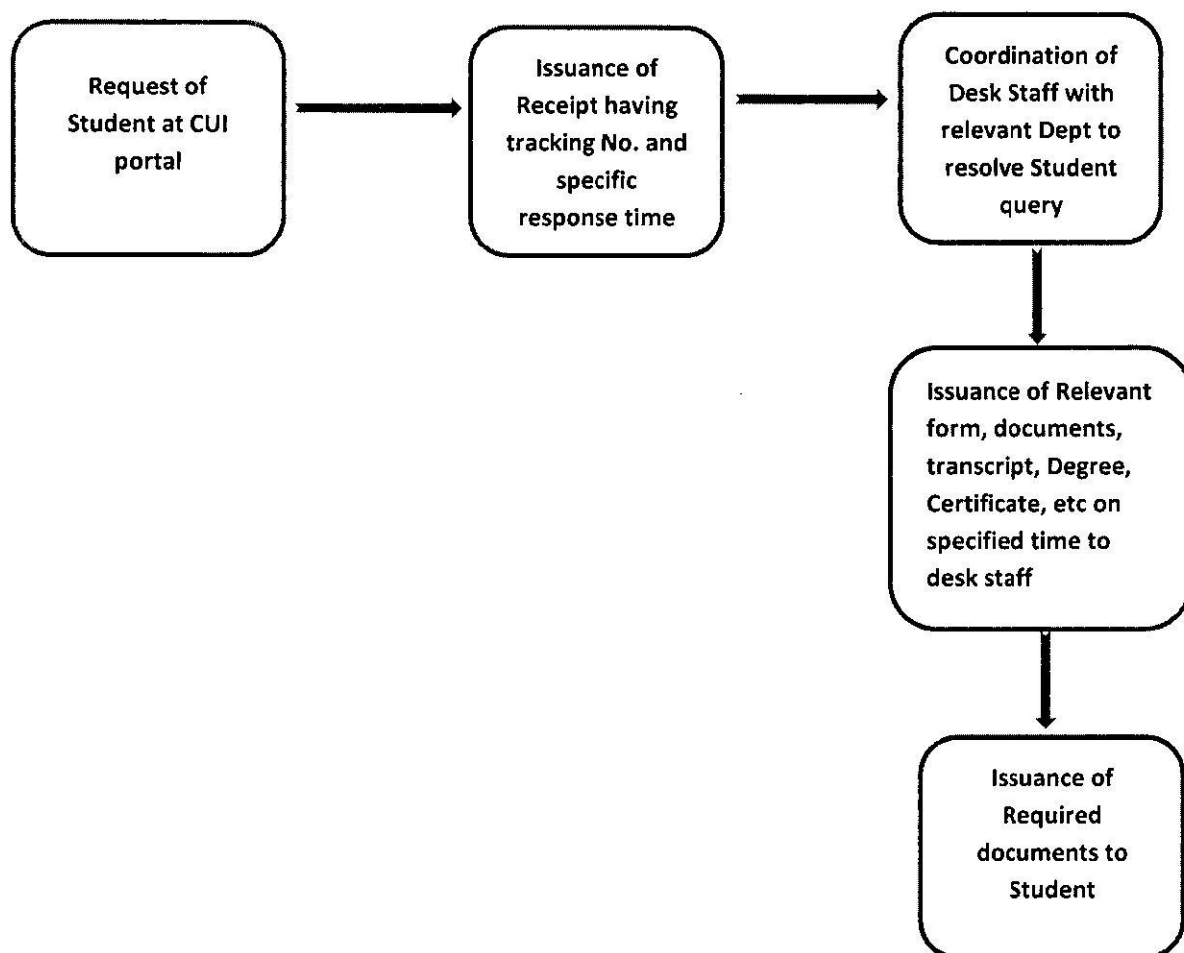 Request of
Student at CUI
portal
Issuance of
Receipt having
tracking No. and
specific
response time
Coordination of
Desk Staff with
relevant Dept to
resolve Student
query
Issuance of Relevant
form, documents,
transcript, Degree,
Certificate, etc on
specified time to
desk staff
Issuance of
Required
documents to
Student